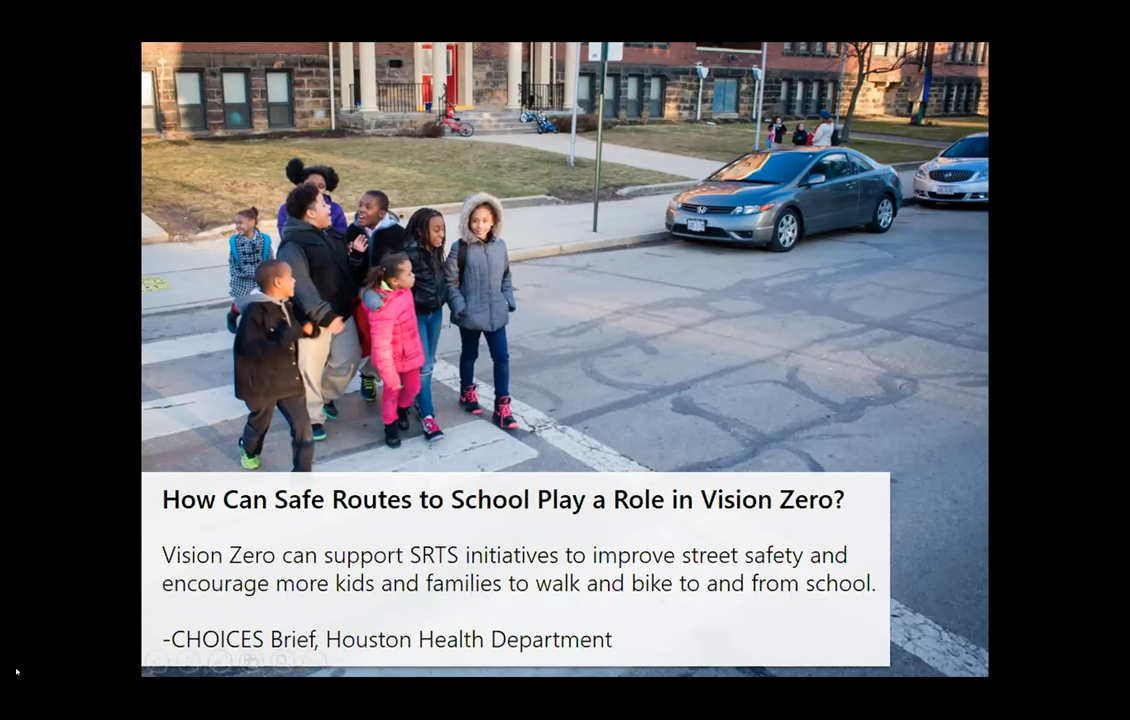 How Can Safe Routes to School Play a Role in Vision Zero?
Vision Zero can support SRTS initiatives to improve street safety and
encourage more kids and families to walk and bike to and from school.
-CHOICES Brief, Houston Health Department